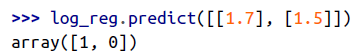 >>> log_reg.predict([[1.7], [1.5]])
array([1, 0])